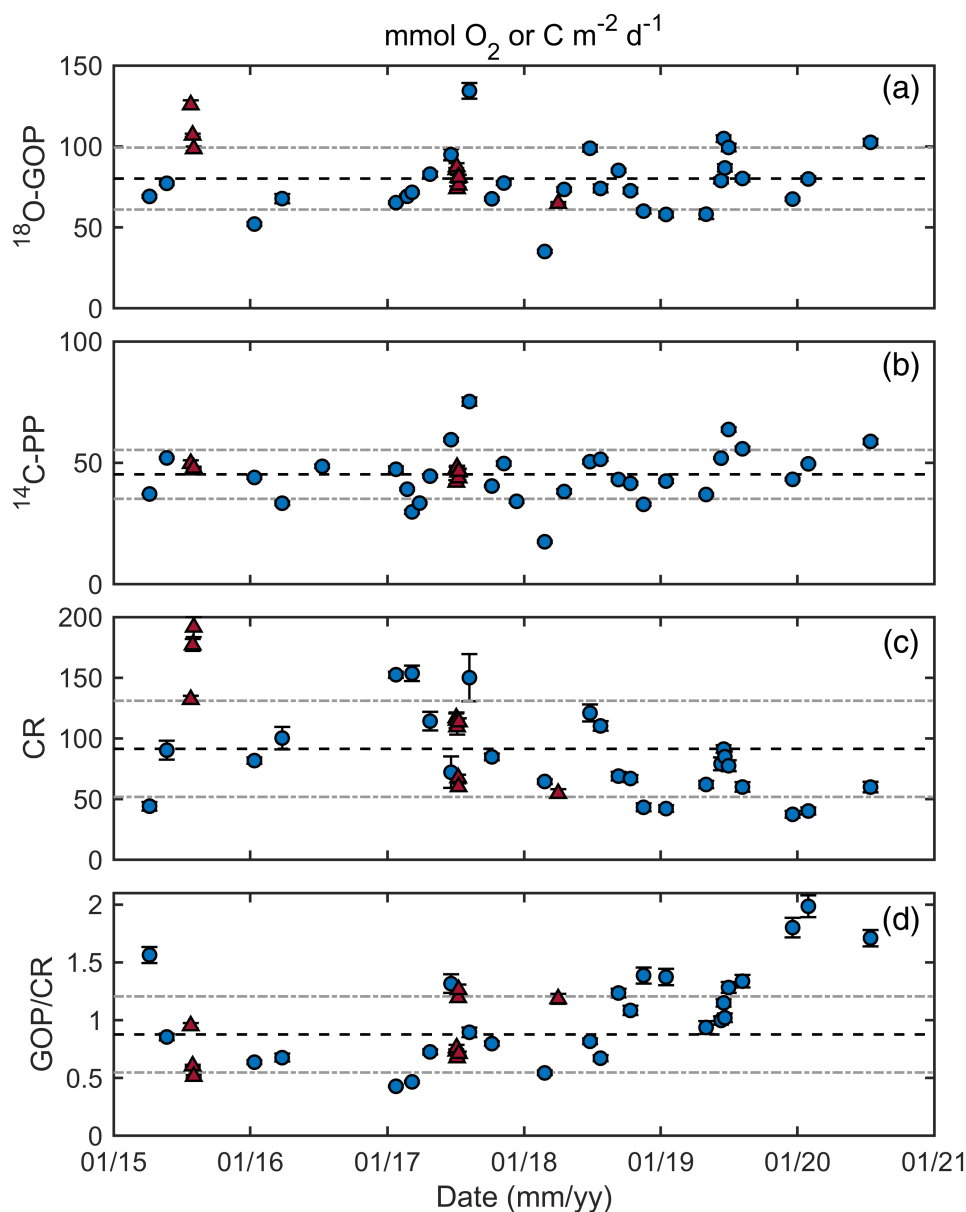 mmol O2 or C m-2 d-1
(a)
18O-GOP
150
100
50
0
(b)
14C-PP
100
50
0
(c)
CR
200
150
100
50
0
(d)
GOP/CR
2
1.5
1
0.5
0
01/15 01/16 01/17 01/18 01/19 01/20 01/21
Date (mm/yy)